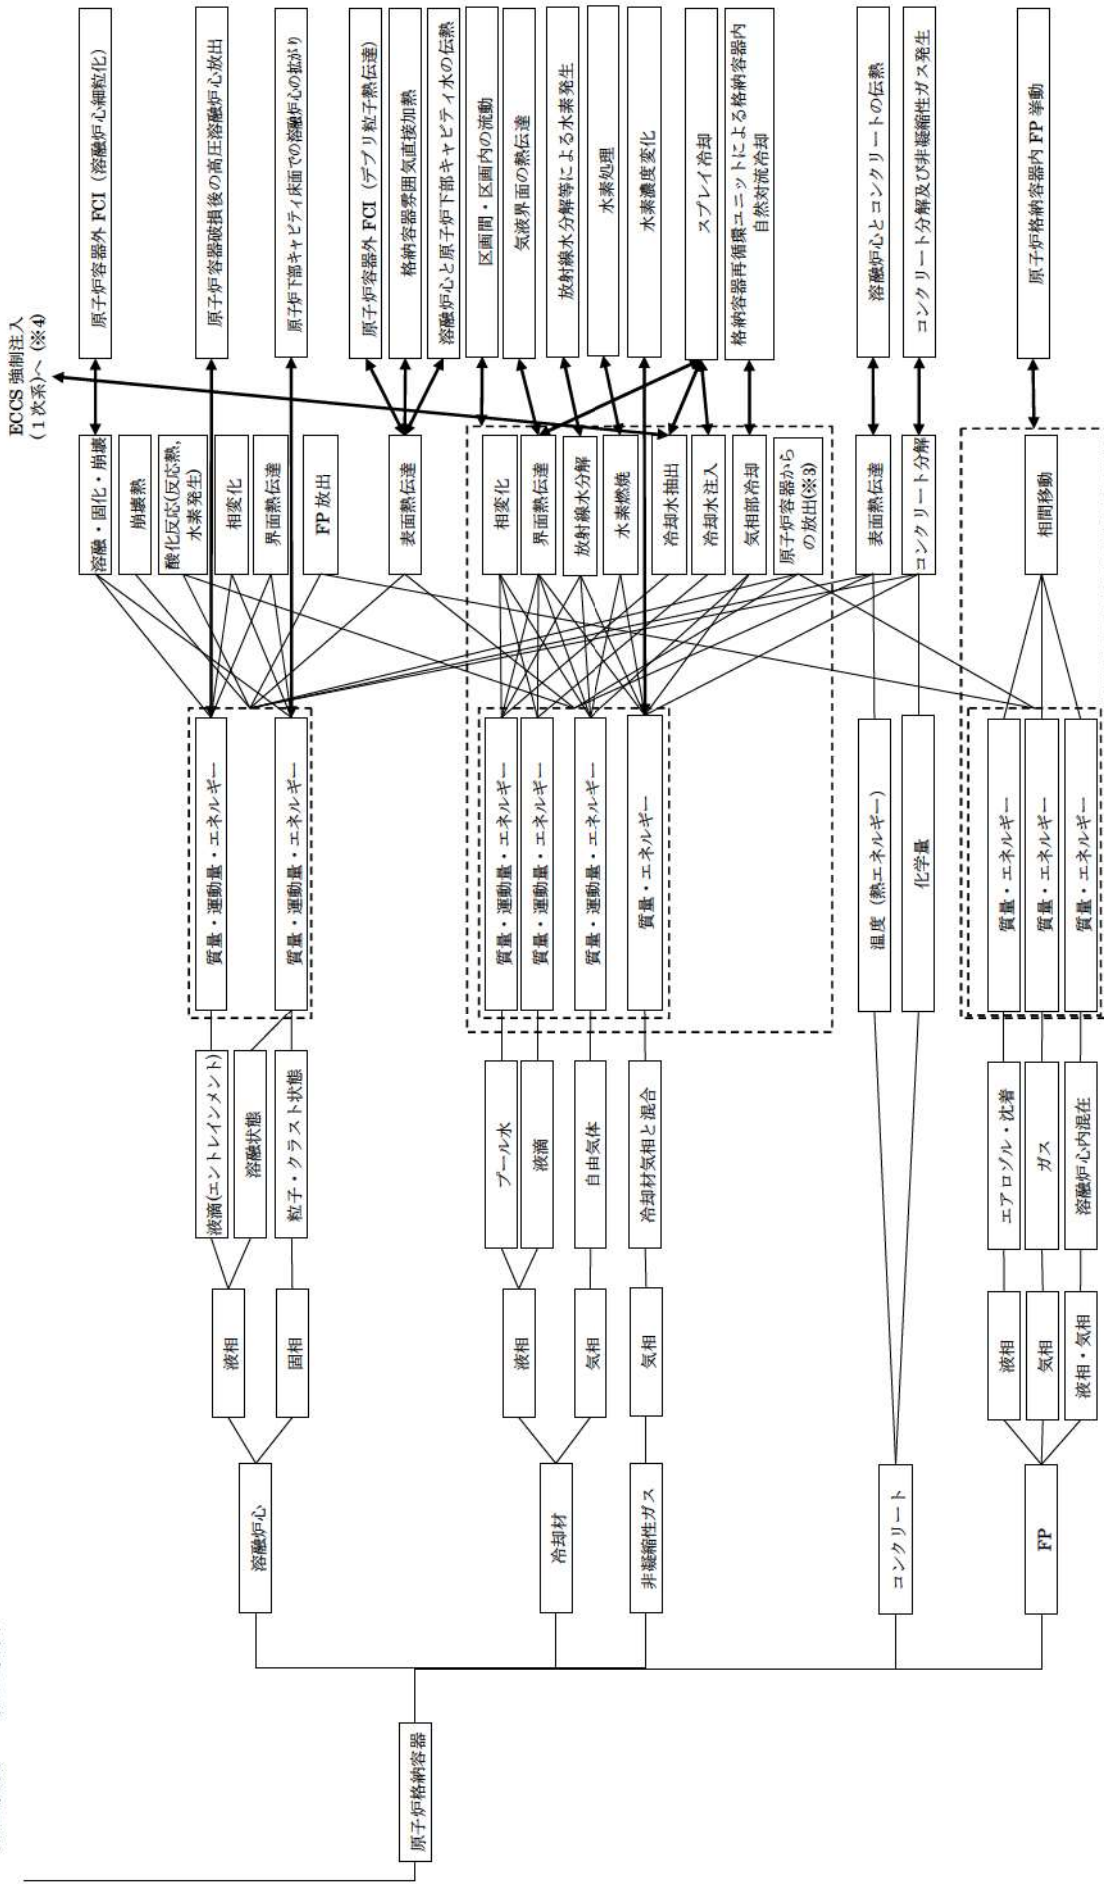 ECCS 強制注入
(1次系)へ (※4)
原子炉格納容器
溶融炉心
冷却材
非凝縮性ガス
コンクリート
FP
液相
固相
液相
気相
気相
液相
気相
液相・気相
液滴(エントレインメント)
溶融状態
粒子・クラスト状態
プール水
液滴
自由気体
冷却材気相と混合
エアロゾル・沈着
ガス
溶融炉心内混在
質量・運動量・エネルギー
質量・運動量・エネルギー
質量・運動量・エネルギー
質量・運動量・エネルギー
質量・運動量・エネルギー
質量・エネルギー
温度 (熱エネルギー)
化学量
質量・エネルギー
質量・エネルギー
質量・エネルギー
溶融・固化・崩壊
崩壊熱
酸化反応(反応熱,
水素発生)
相変化
界面熱伝達
FP 放出
表面熱伝達
相変化
界面熱伝達
放射線水分解
水素燃焼
冷却水抽出
冷却水注入
気相部冷却
原子炉容器から
の放出(※3)
表面熱伝達
コンクリート分解
相間移動
原子炉容器外 FCI (溶融炉心細粒化)
原子炉容器破損後の高圧溶融炉心放出
原子炉下部キャビティ床面での溶融炉心の拡がり
原子炉容器外 FCI (デブリ粒子熱伝達)
格納容器雰囲気直接加熱
溶融炉心と原子炉下部キャビティ水の伝熱
区画間・区画内の流動
気液界面の熱伝達
放射線水分解等による水素発生
水素処理
水素濃度変化
スプレイ冷却
格納容器再循環ユニットによる格納容器内
自然対流冷却
溶融炉心とコンクリートの伝熱
コンクリート分解及び非凝縮性ガス発生
原子炉格納容器内 FP 挙動